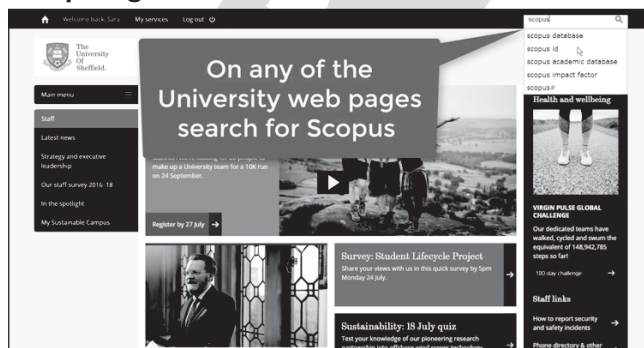 Welcome back, Sara
My services
Log out
scopus
scopus database
scopus id
scopus academic database
scopus impact factor
scopus#
The
University
Of
Sheffield.
On any of the
University web pages
search for Scopus
Main menu
Staff
Latest news
Strategy and executive
leadership
Our staff survey 2016-18
In the spotlight
My Sustainable Campus
make up a University team for a 10K run
on 24 September.
Register by 27 July
Survey: Student Lifecycle Project
Share your views with us in this quick survey by 5pm
Monday 24 July.
Sustainability: 18 July quiz
Test your knowledge of our pioneering research
partnership into offshore wind power technology
Health and wellbeing
VIRGIN PULSE GLOBAL
CHALLENGE
Our dedicated teams have
walked, cycled and swum the
equivalent of 148,942,785
steps so far!
100 day challenge
Staff links
How to report security
and safety incidents
Phone directory & other